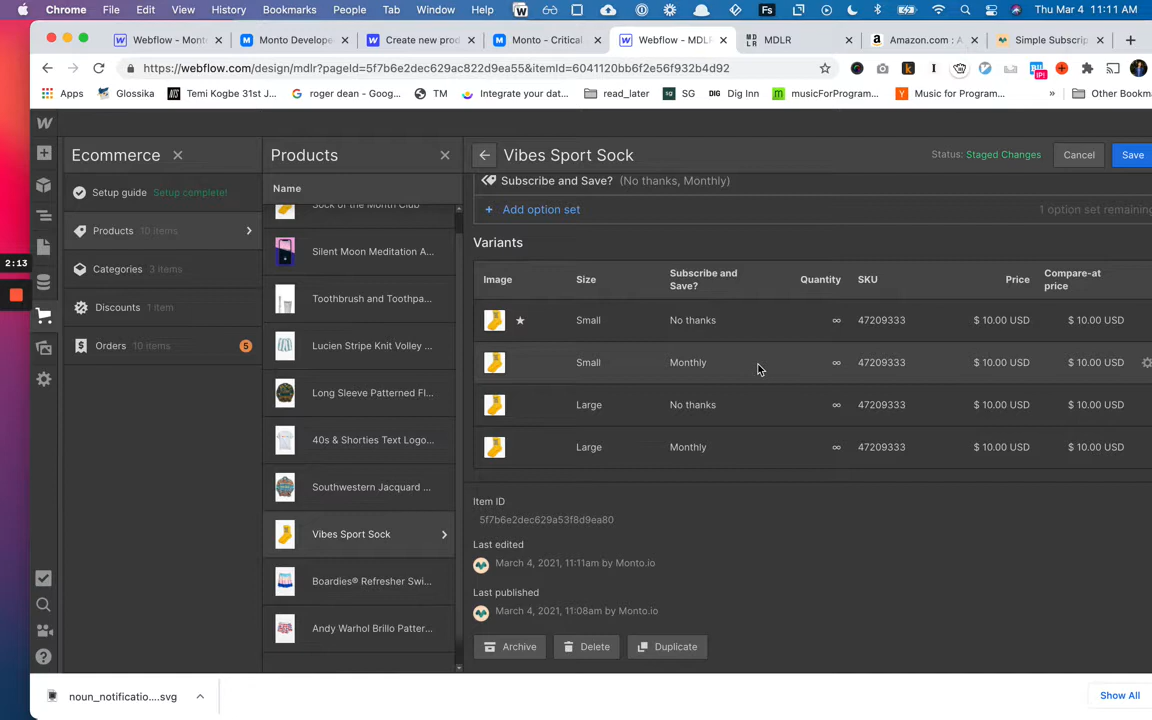 Chrome File Edit View History Bookmarks People Tab Window Help Fs Thu Mar 4 11:11 AM
Webflow - Mont Monto Develope Create new prod Monto - Critical Webflow - MDLR MDLR Amazon.com : A Simple Subscrip
https://webflow.com/design/mdlr?pageId=5f7b6e2dec629ac822d9ea55&itemId=6041120bb6f2e56f932b4d92
Apps Glossika Temi Kogbe 31st J... roger dean - Goog... TM Integrate your dat... read_later SG DIG Dig Inn musicForProgram... Music for Program... » Other Bookm
Ecommerce
Products
Vibes Sport Sock
Status: Staged Changes
Cancel
Save
Setup guide Setup complete!
Products 10 items
Categories 3 items
Discounts 1 item
Orders 10 items 5
2:13
Name
Sock of the Month Club
Silent Moon Meditation A...
Toothbrush and Toothpa...
Lucien Stripe Knit Volley ...
Long Sleeve Patterned Fl...
40s & Shorties Text Logo...
Southwestern Jacquard ...
Vibes Sport Sock
Boardies® Refresher Swi...
Andy Warhol Brillo Patter...
Subscribe and Save? (No thanks, Monthly)
+ Add option set
1 option set remaining
Variants
Image Size Subscribe and Save? Quantity SKU Price Compare-at price
Small No thanks ∞ 47209333 $ 10.00 USD $ 10.00 USD
Small Monthly ∞ 47209333 $ 10.00 USD $ 10.00 USD
Large No thanks ∞ 47209333 $ 10.00 USD $ 10.00 USD
Large Monthly ∞ 47209333 $ 10.00 USD $ 10.00 USD
Item ID
5f7b6e2dec629a53f8d9ea80
Last edited
March 4, 2021, 11:11am by Monto.io
Last published
March 4, 2021, 11:08am by Monto.io
Archive Delete Duplicate
noun_notificatio....svg
Show All